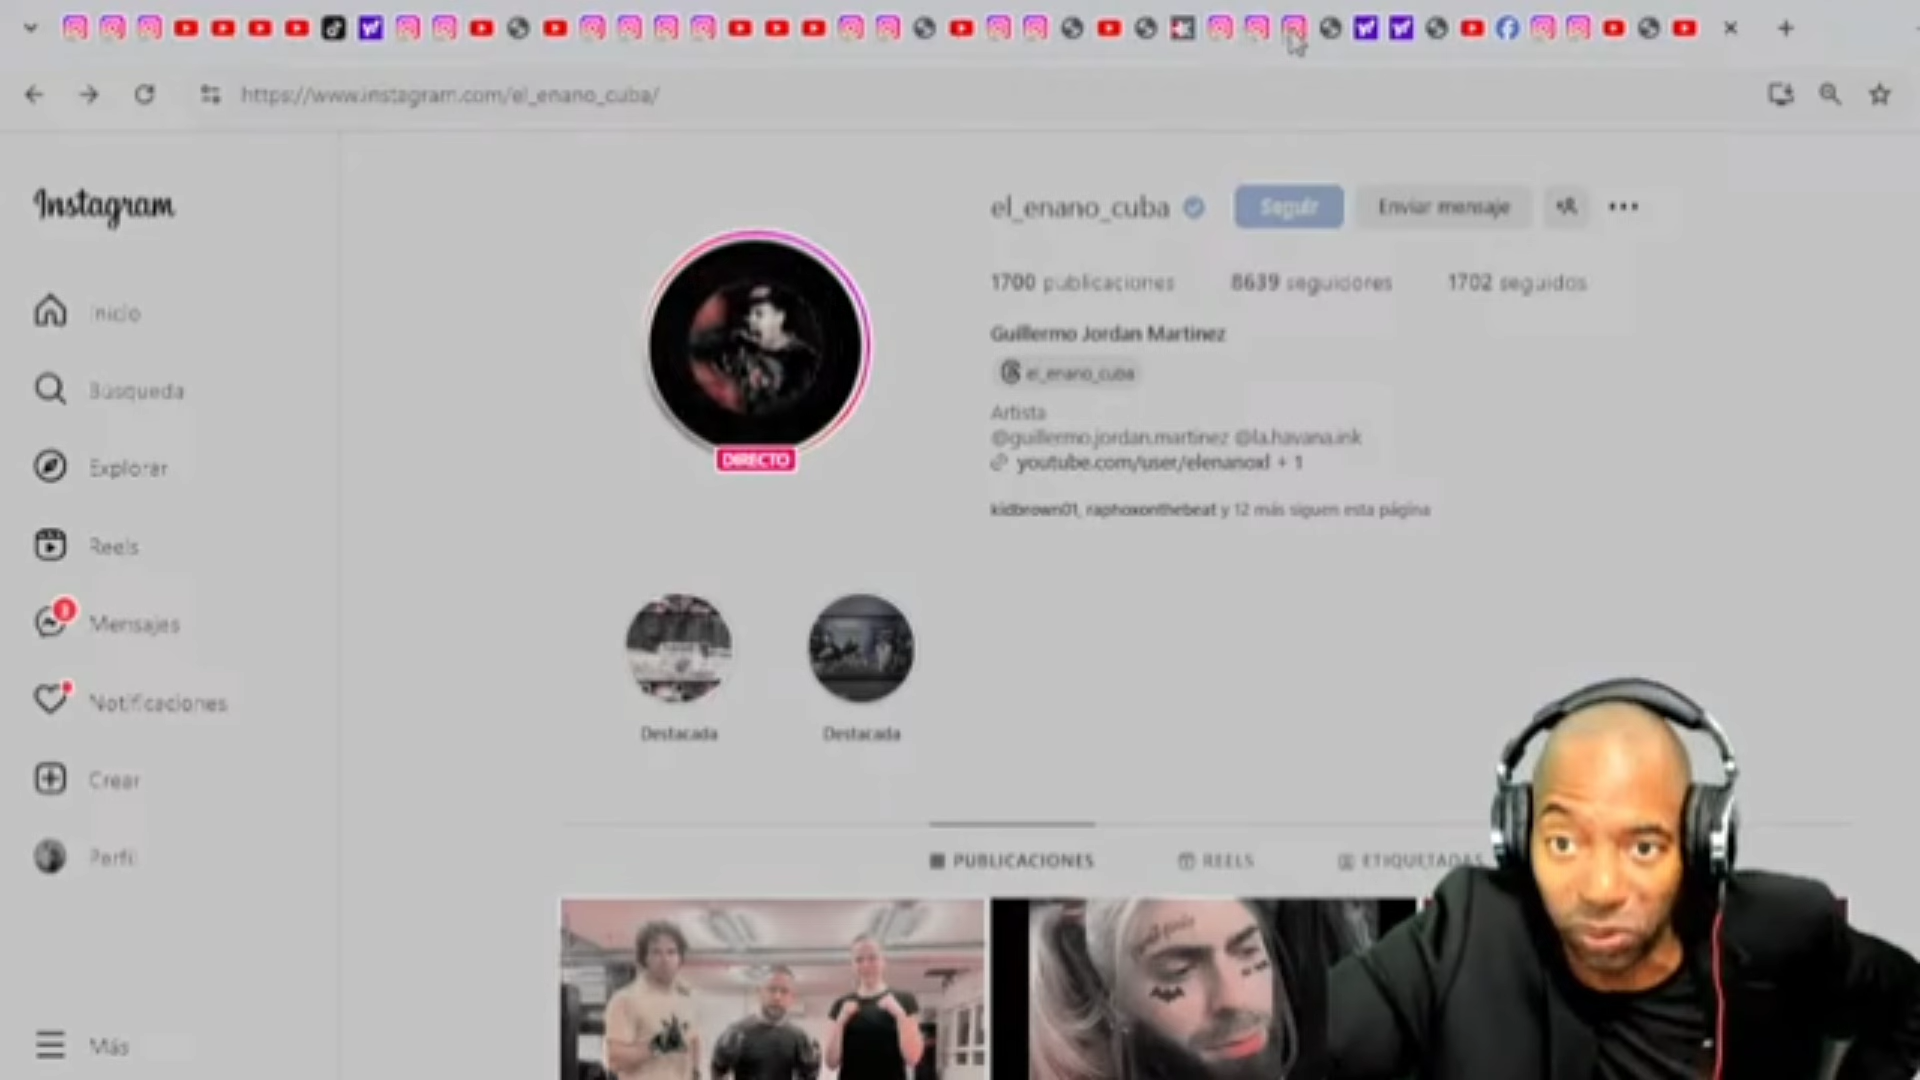 https://www.instagram.com/el_enano_cuba/
Instagram
el_enano_cuba
Seguir
Enviar mensaje
1700 publicaciones
8639 seguidores
1702 seguidos
Guillermo Jordan Martinez
el_enano_cuba
Artista
@guillermo.jordan.martinez @la.havana.ink
youtube.com/user/elenanoxl + 1
kidbrown01, raphoxonthebeat y 12 más siguen esta página
DIRECTO
Inicio
Búsqueda
Explorar
Reels
Mensajes
Notificaciones
Crear
Perfil
Más
Destacada
Destacada
PUBLICACIONES
REELS
ETIQUETADAS